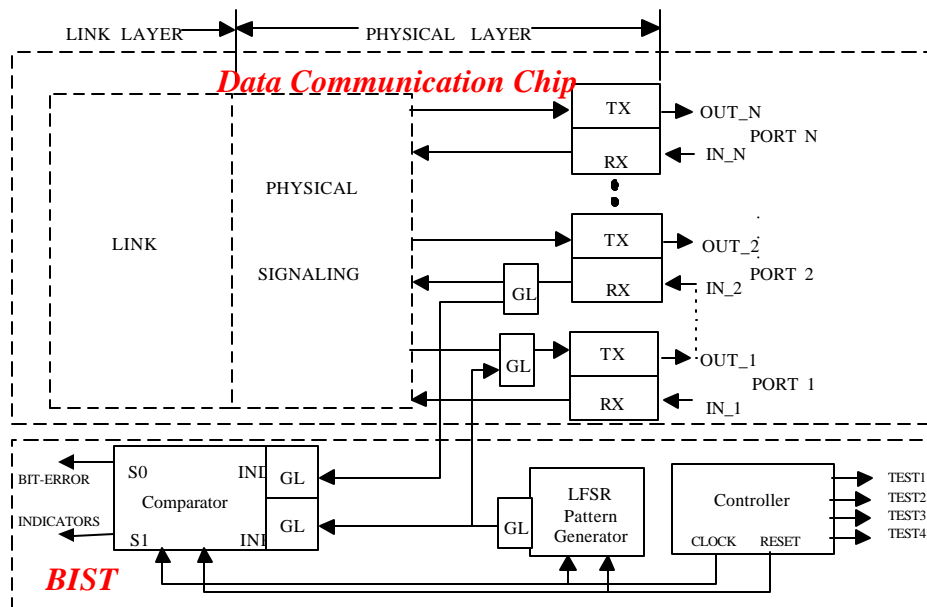 LINK LAYER
PHYSICAL LAYER
Data Communication Chip
TX
OUT_N
PORT N
IN_N
RX
PHYSICAL
LINK
SIGNALING
TX
OUT_2
PORT 2
GL
RX
IN_2
GL
TX
OUT_1
PORT 1
RX
IN_1
S0
IND
GL
BIT-ERROR
Comparator
INDICATORS
GL
S1
IND
GL
LFSR
Pattern
Generator
Controller
CLOCK
RESET
TEST1
TEST2
TEST3
TEST4
BIST